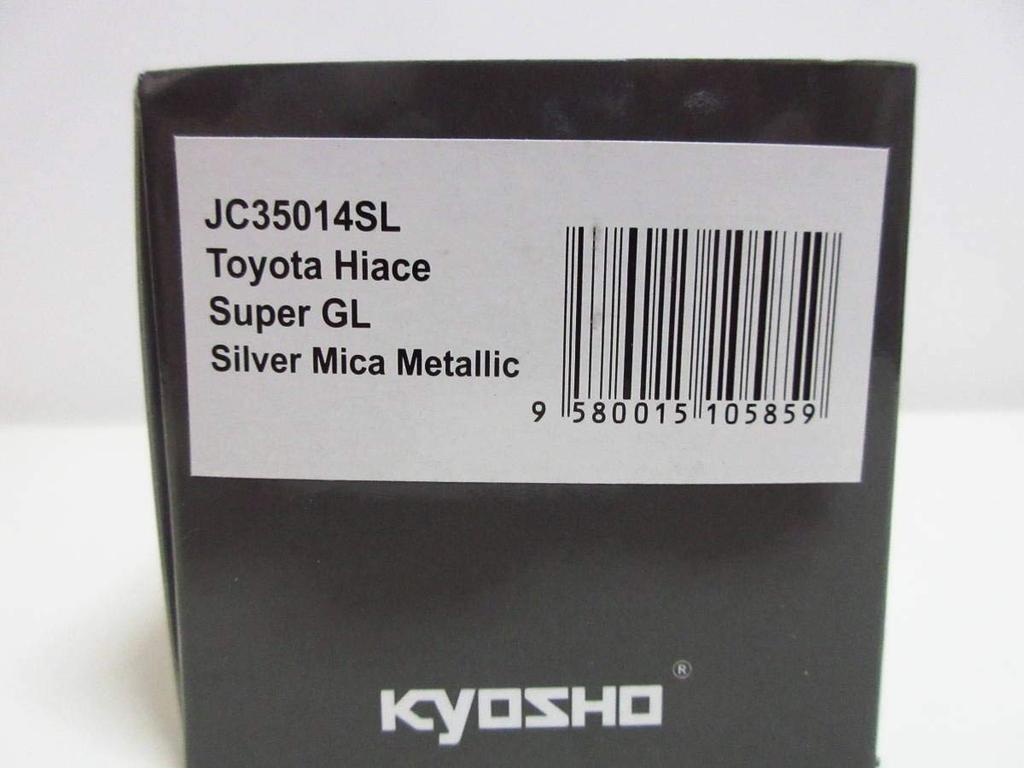 JC35014SL
Toyota Hiace
Super GL
Silver Mica Metallic
9 580015 105859
KYOSHO ®